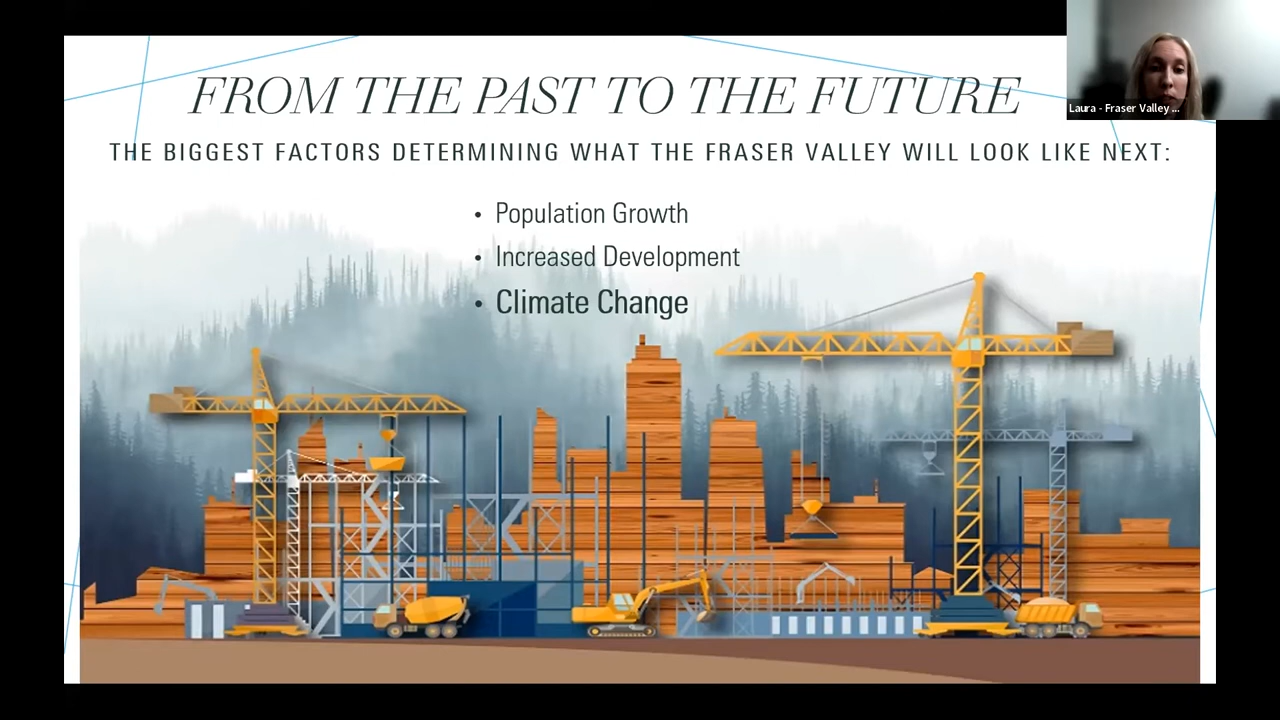 FROM THE PAST TO THE FUTURE
THE BIGGEST FACTORS DETERMINING WHAT THE FRASER VALLEY WILL LOOK LIKE NEXT:
• Population Growth
• Increased Development
• Climate Change
Laura - Fraser Valley ...